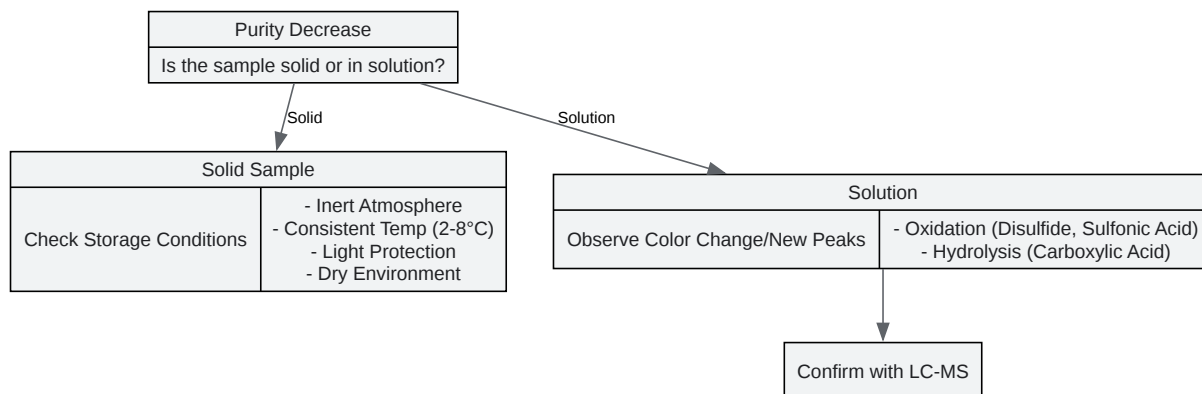 Purity Decrease
Is the sample solid or in solution?
Solid
Solution
Solid Sample
Check Storage Conditions
- Inert Atmosphere
- Consistent Temp (2-8°C)
- Light Protection
- Dry Environment
Solution
Observe Color Change/New Peaks
- Oxidation (Disulfide, Sulfonic Acid)
- Hydrolysis (Carboxylic Acid)
Confirm with LC-MS